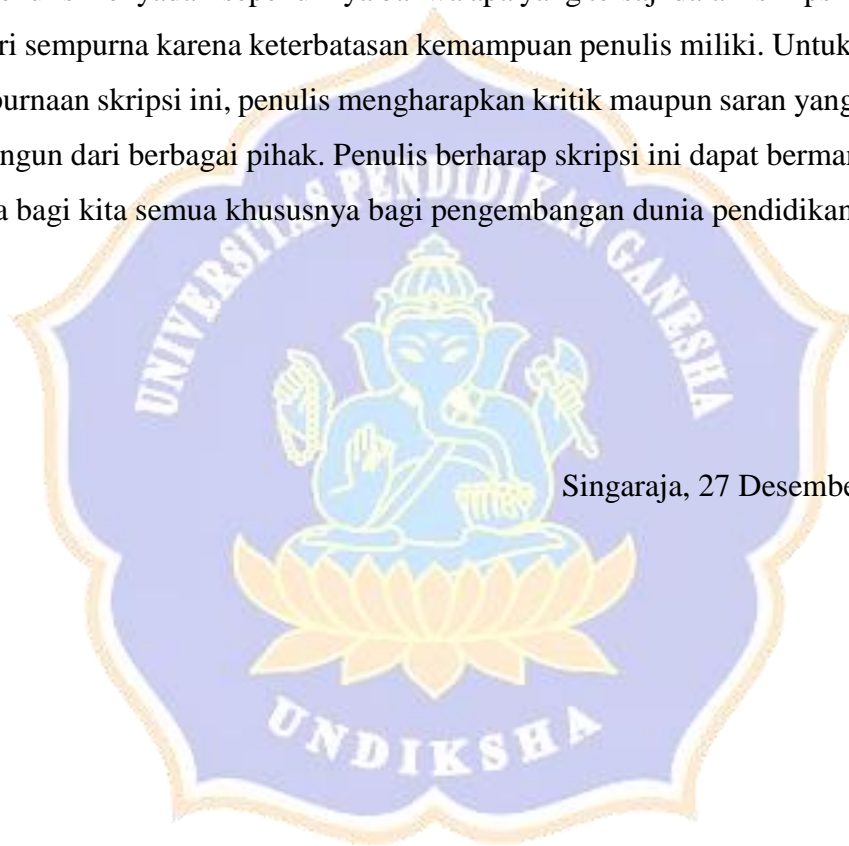 ri sempurna karena keterbatasan kemampuan penulis miliki. Untuk
purnaan skripsi ini, penulis mengharapkan kritik maupun saran yang
ngun dari berbagai pihak. Penulis berharap skripsi ini dapat berman
a bagi kita semua khususnya bagi pengembangan dunia pendidikan
UNIVERSITAS PENDIDIKAN GANESHA
Singaraja, 27 Desembe
UNDIKSHA